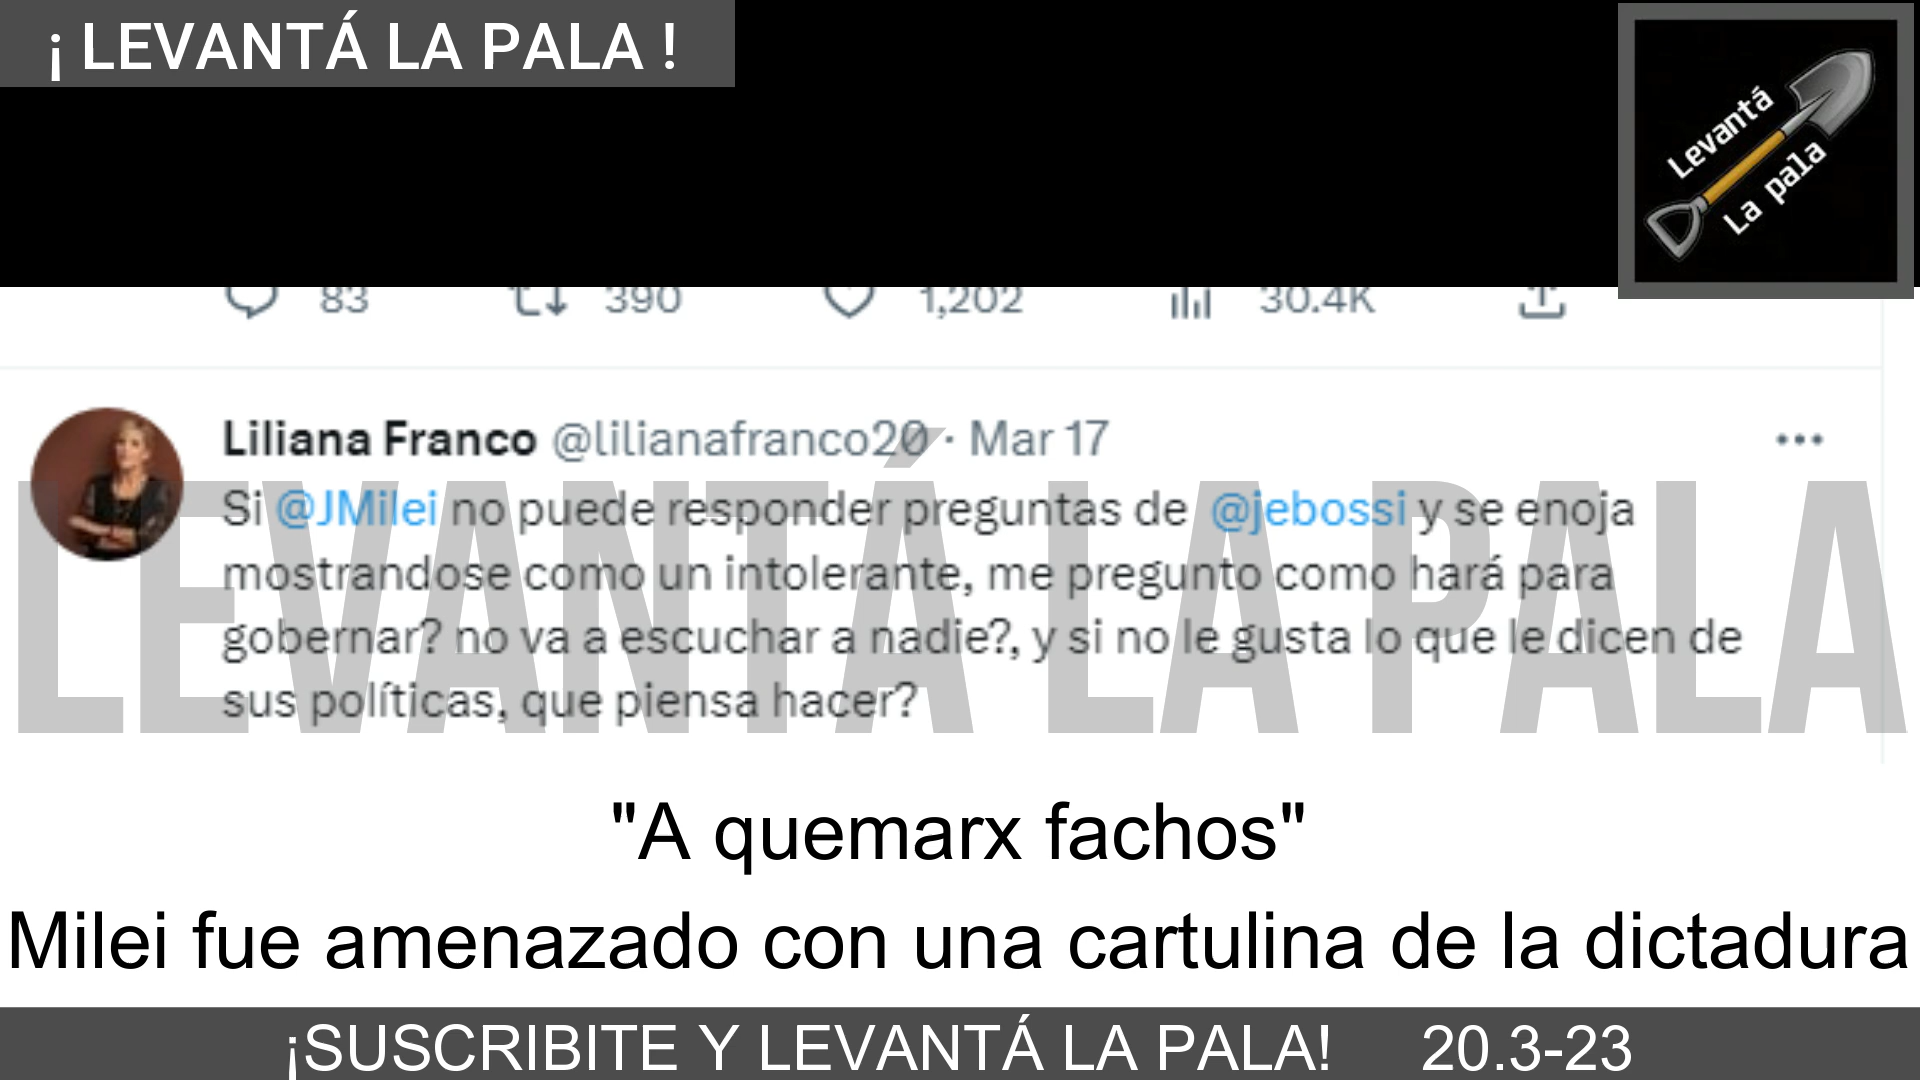 ¡ LEVANTÁ LA PALA !
Levantá
La pala
83 390 1,202 30.4K
Liliana Franco @lilianafranco20 · Mar 17
Si @JMilei no puede responder preguntas de @jebossi y se enoja
mostrandose como un intolerante, me pregunto como hará para
gobernar? no va a escuchar a nadie?, y si no le gusta lo que le dicen de
sus políticas, que piensa hacer?
LEVANTÁ LA PALA
"A quemarx fachos"
Milei fue amenazado con una cartulina de la dictadura
¡SUSCRIBITE Y LEVANTÁ LA PALA! 20.3-23